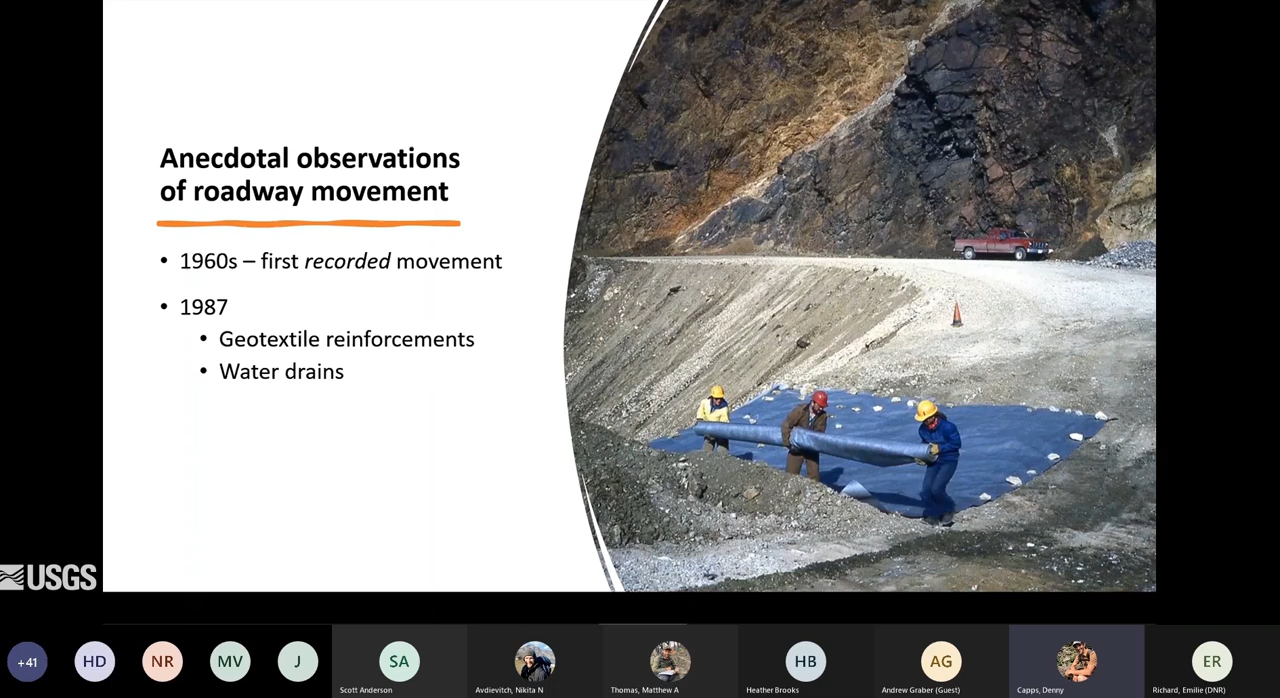 Anecdotal observations
of roadway movement
• 1960s – first recorded movement
• 1987
• Geotextile reinforcements
• Water drains
USGS
+41
HD
NR
MV
J
SA
HB
AG
ER
Scott Anderson
Avdievitch, Nikita N
Thomas, Matthew A
Heather Brooks
Andrew Graber (Guest)
Capps, Denny
Richard, Emilie (DNR)